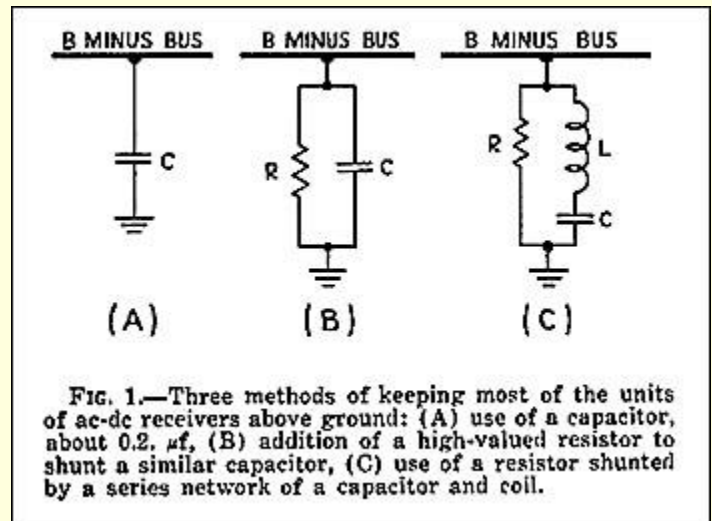 B MINUS BUS B MINUS BUS B MINUS BUS
C
R C
R L
C
(A) (B) (C)
FIG. 1.—Three methods of keeping most of the units
of ac-dc receivers above ground: (A) use of a capacitor,
about 0.2. μf, (B) addition of a high-valued resistor to
shunt a similar capacitor, (C) use of a resistor shunted
by a series network of a capacitor and coil.